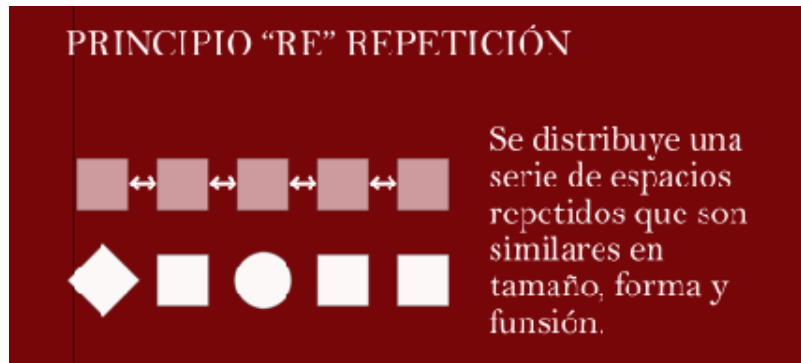 PRINCIPIO “RE” REPETICIÓN
Se distribuye una
serie de espacios
repetidos que son
similares en
tamaño, forma y
funsión.